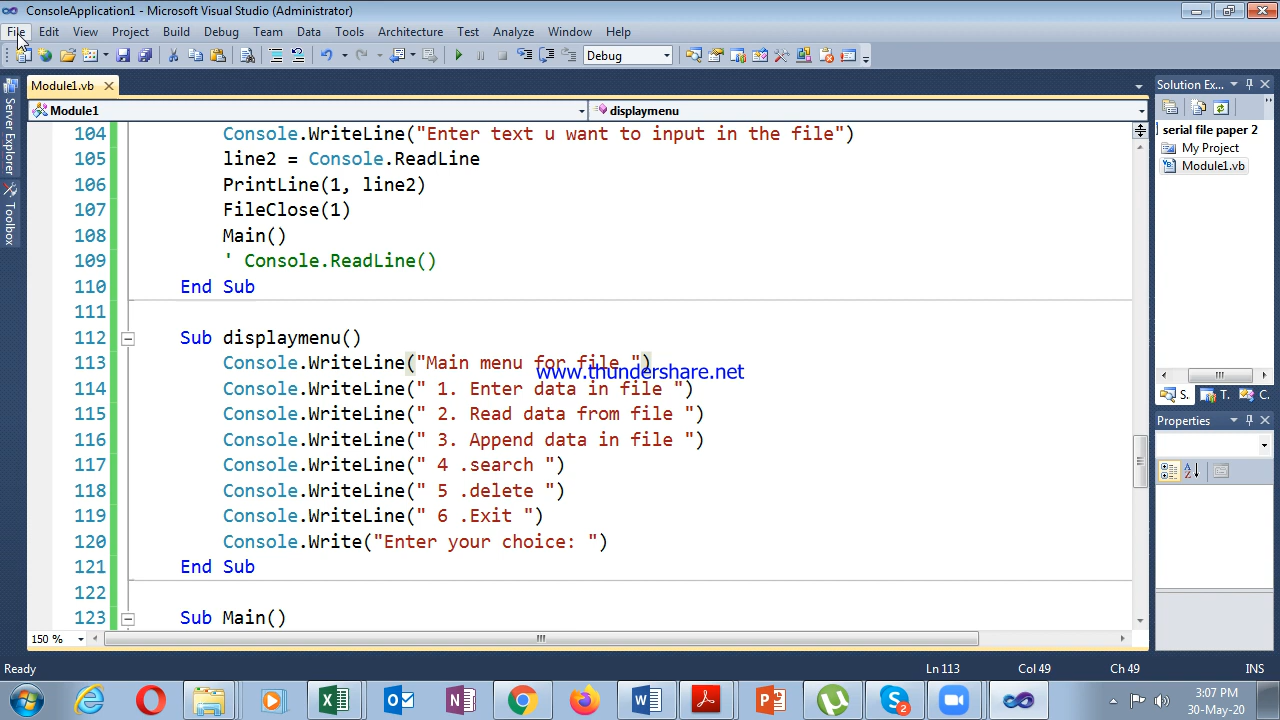 ConsoleApplication1 - Microsoft Visual Studio (Administrator)
File Edit View Project Build Debug Team Data Tools Architecture Test Analyze Window Help
Debug
Module1.vb
Solution Ex...
Module1 displaymenu
Server Explorer
Toolbox
serial file paper 2
My Project
Module1.vb
104 Console.WriteLine("Enter text u want to input in the file")
105 line2 = Console.ReadLine
106 PrintLine(1, line2)
107 FileClose(1)
108 Main()
109 ' Console.ReadLine()
110 End Sub
111
112 Sub displaymenu()
113 Console.WriteLine("Main menu for file ")
www.thundershare.net
114 Console.WriteLine(" 1. Enter data in file ")
115 Console.WriteLine(" 2. Read data from file ")
116 Console.WriteLine(" 3. Append data in file ")
117 Console.WriteLine(" 4 .search ")
118 Console.WriteLine(" 5 .delete ")
119 Console.WriteLine(" 6 .Exit ")
120 Console.Write("Enter your choice: ")
121 End Sub
122
123 Sub Main()
S. T. C.
Properties
150 %
Ready Ln 113 Col 49 Ch 49 INS
2
3:07 PM
30-May-20